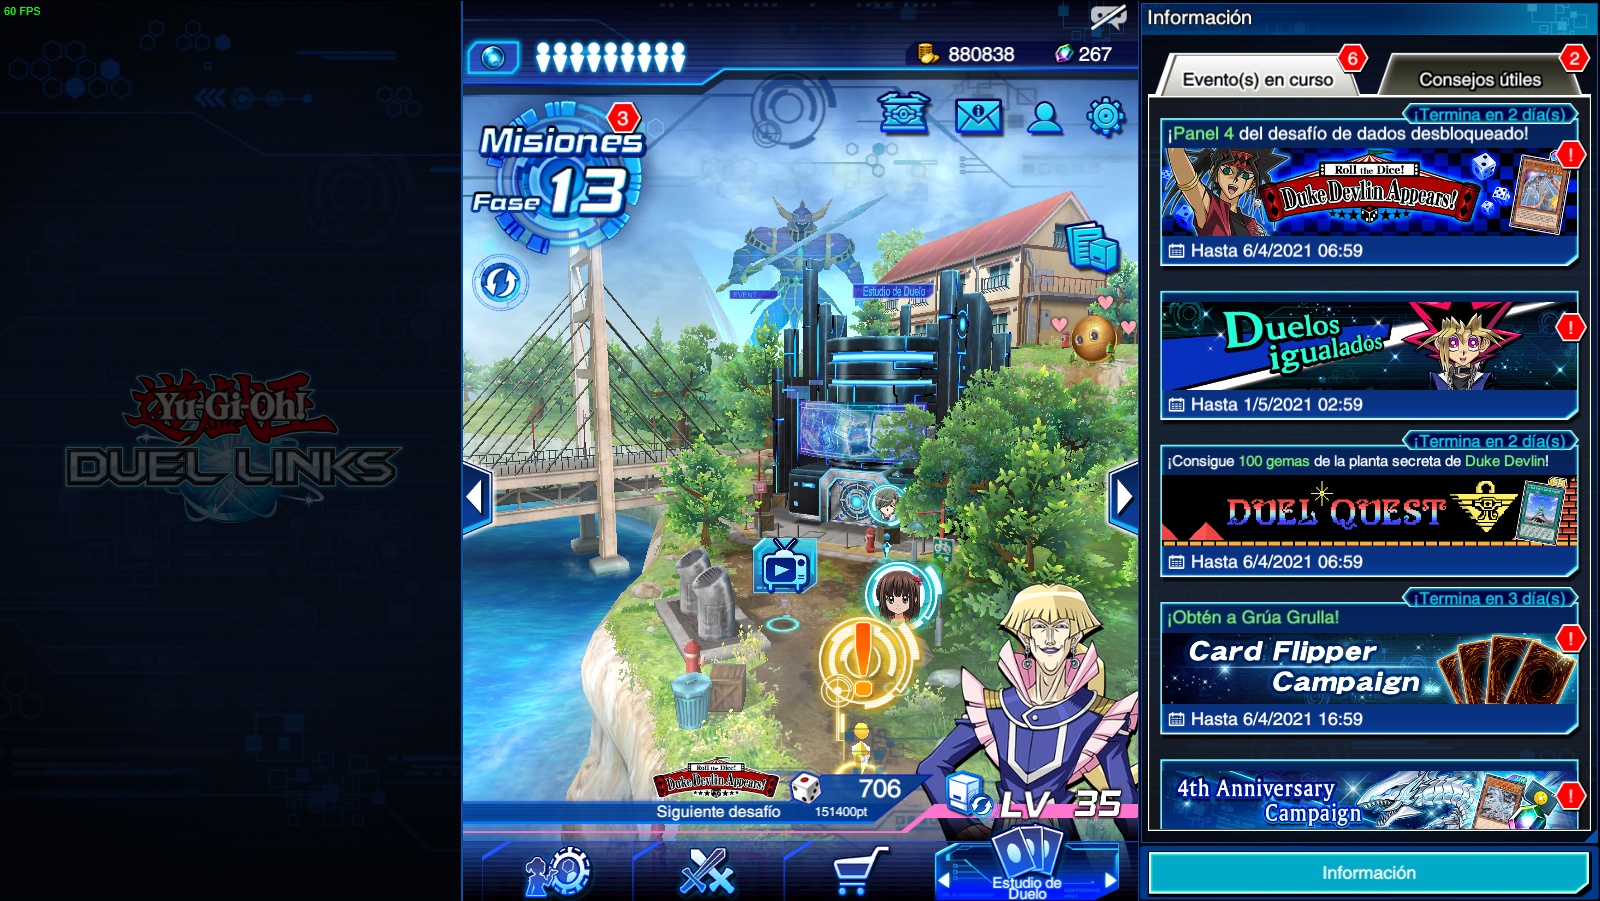 60 FPS
880838
267
Misiones
3
Fase 13
EVENT
Estudio de Duelo
Yu-Gi-Oh!
DUEL LINKS
Roll the Dice!
Duke Devlin Appears!
706
Siguiente desafío
151400pt
LV 35
Estudio de
Duelo
Información
Evento(s) en curso
6
Consejos útiles
2
¡Termina en 2 día(s)
¡Panel 4 del desafío de dados desbloqueado!
!
Roll the Dice!
Duke Devlin Appears!
Hasta 6/4/2021 06:59
Duelos
igualados
!
Hasta 1/5/2021 02:59
¡Termina en 2 día(s)
¡Consigue 100 gemas de la planta secreta de Duke Devlin!
DUEL QUEST
Hasta 6/4/2021 06:59
¡Termina en 3 día(s)
¡Obtén a Grúa Grulla!
!
Card Flipper
Campaign
Hasta 6/4/2021 16:59
4th Anniversary
Campaign
!
Información